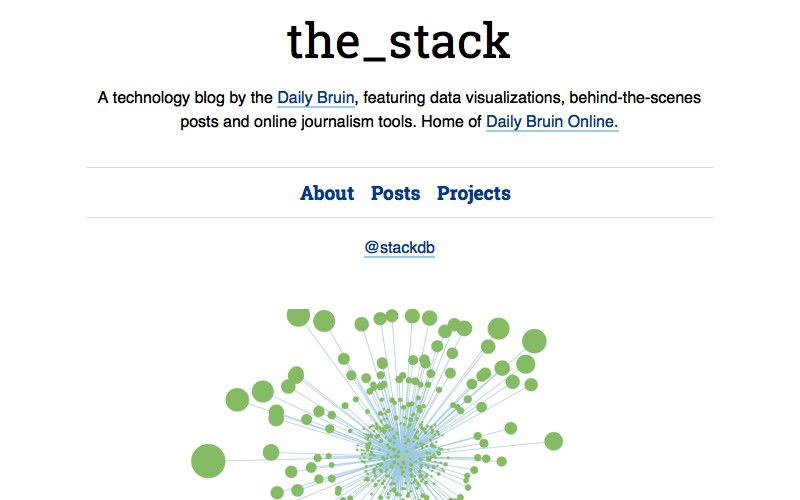 the_stack
A technology blog by the Daily Bruin, featuring data visualizations, behind-the-scenes
posts and online journalism tools. Home of Daily Bruin Online.
About Posts Projects
@stackdb